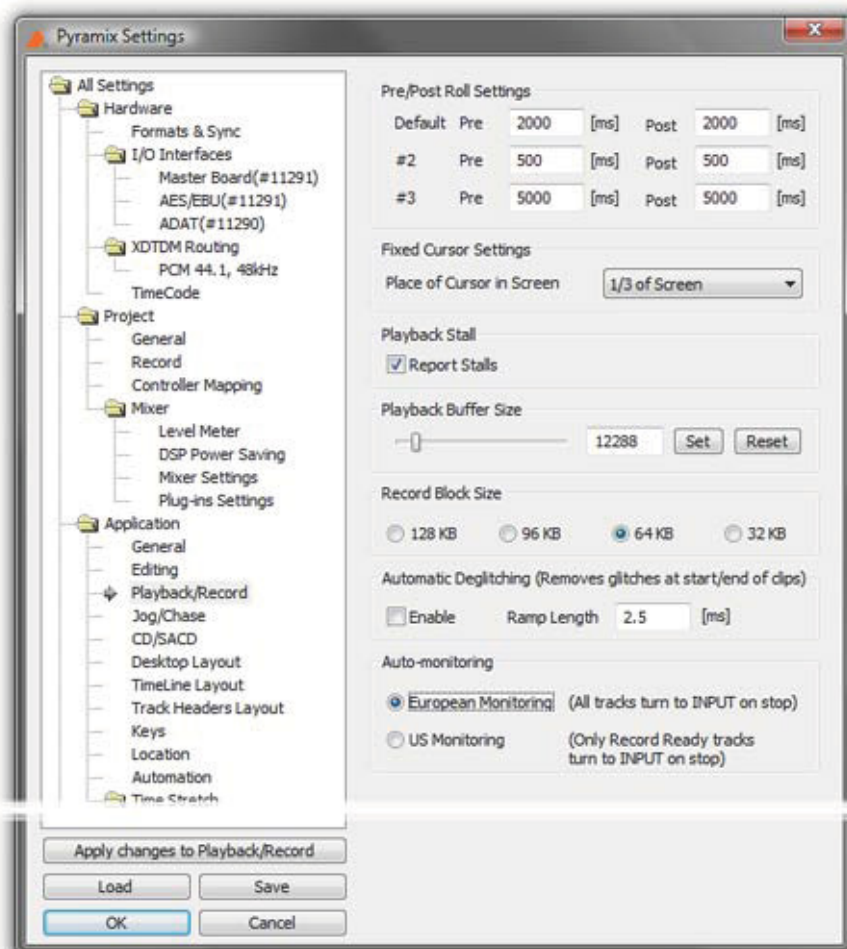 Pyramix Settings
All Settings
Hardware
Formats & Sync
I/O Interfaces
Master Board(#11291)
AES/EBU(#11291)
ADAT(#11290)
XDTDM Routing
PCM 44.1, 48kHz
TimeCode
Project
General
Record
Controller Mapping
Mixer
Level Meter
DSP Power Saving
Mixer Settings
Plug-ins Settings
Application
General
Editing
Playback/Record
Jog/Chase
CD/SACD
Desktop Layout
TimeLine Layout
Track Headers Layout
Keys
Location
Automation
Time Stretch
Apply changes to Playback/Record
Load Save
OK Cancel
Pre/Post Roll Settings
Default Pre 2000 [ms] Post 2000 [ms]
#2 Pre 500 [ms] Post 500 [ms]
#3 Pre 5000 [ms] Post 5000 [ms]
Fixed Cursor Settings
Place of Cursor in Screen 1/3 of Screen
Playback Stall
Report Stalls
Playback Buffer Size
12288 Set Reset
Record Block Size
128 KB 96 KB 64 KB 32 KB
Automatic Deglitching (Removes glitches at start/end of clips)
Enable Ramp Length 2.5 [ms]
Auto-monitoring
European Monitoring (All tracks turn to INPUT on stop)
US Monitoring (Only Record Ready tracks
turn to INPUT on stop)